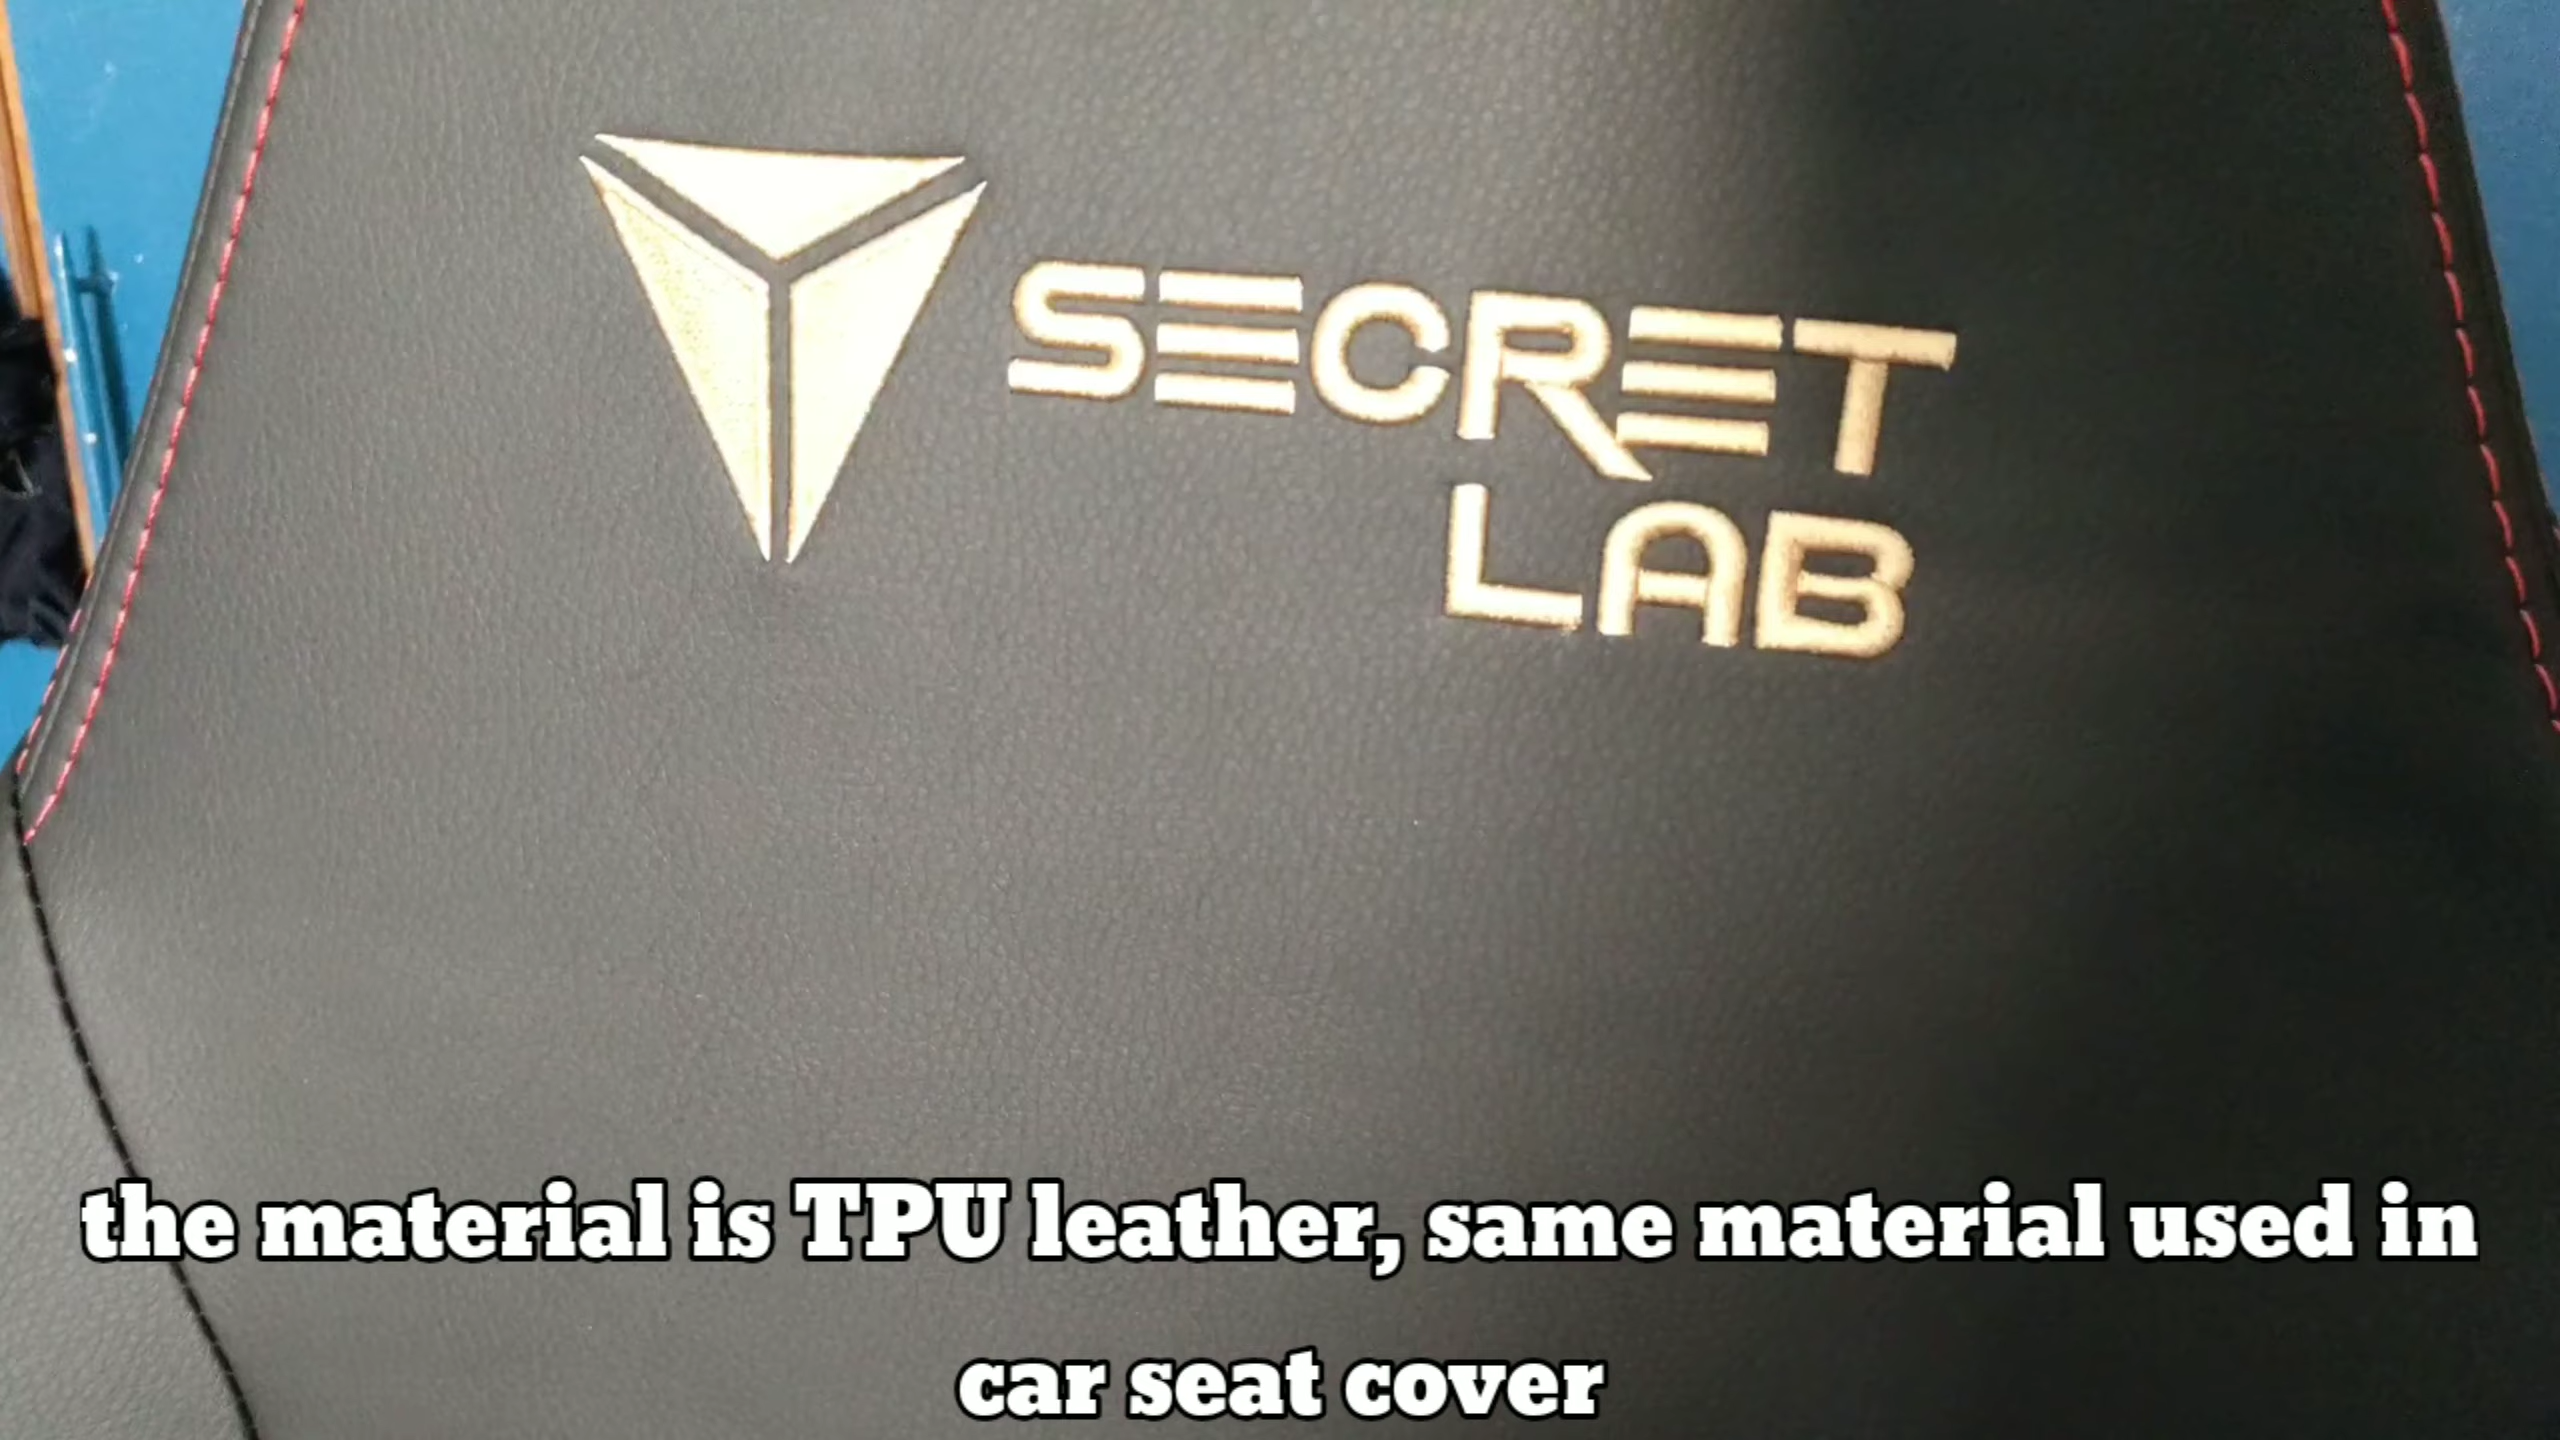 SECRET
LAB
the material is TPU leather, same material used in
car seat cover